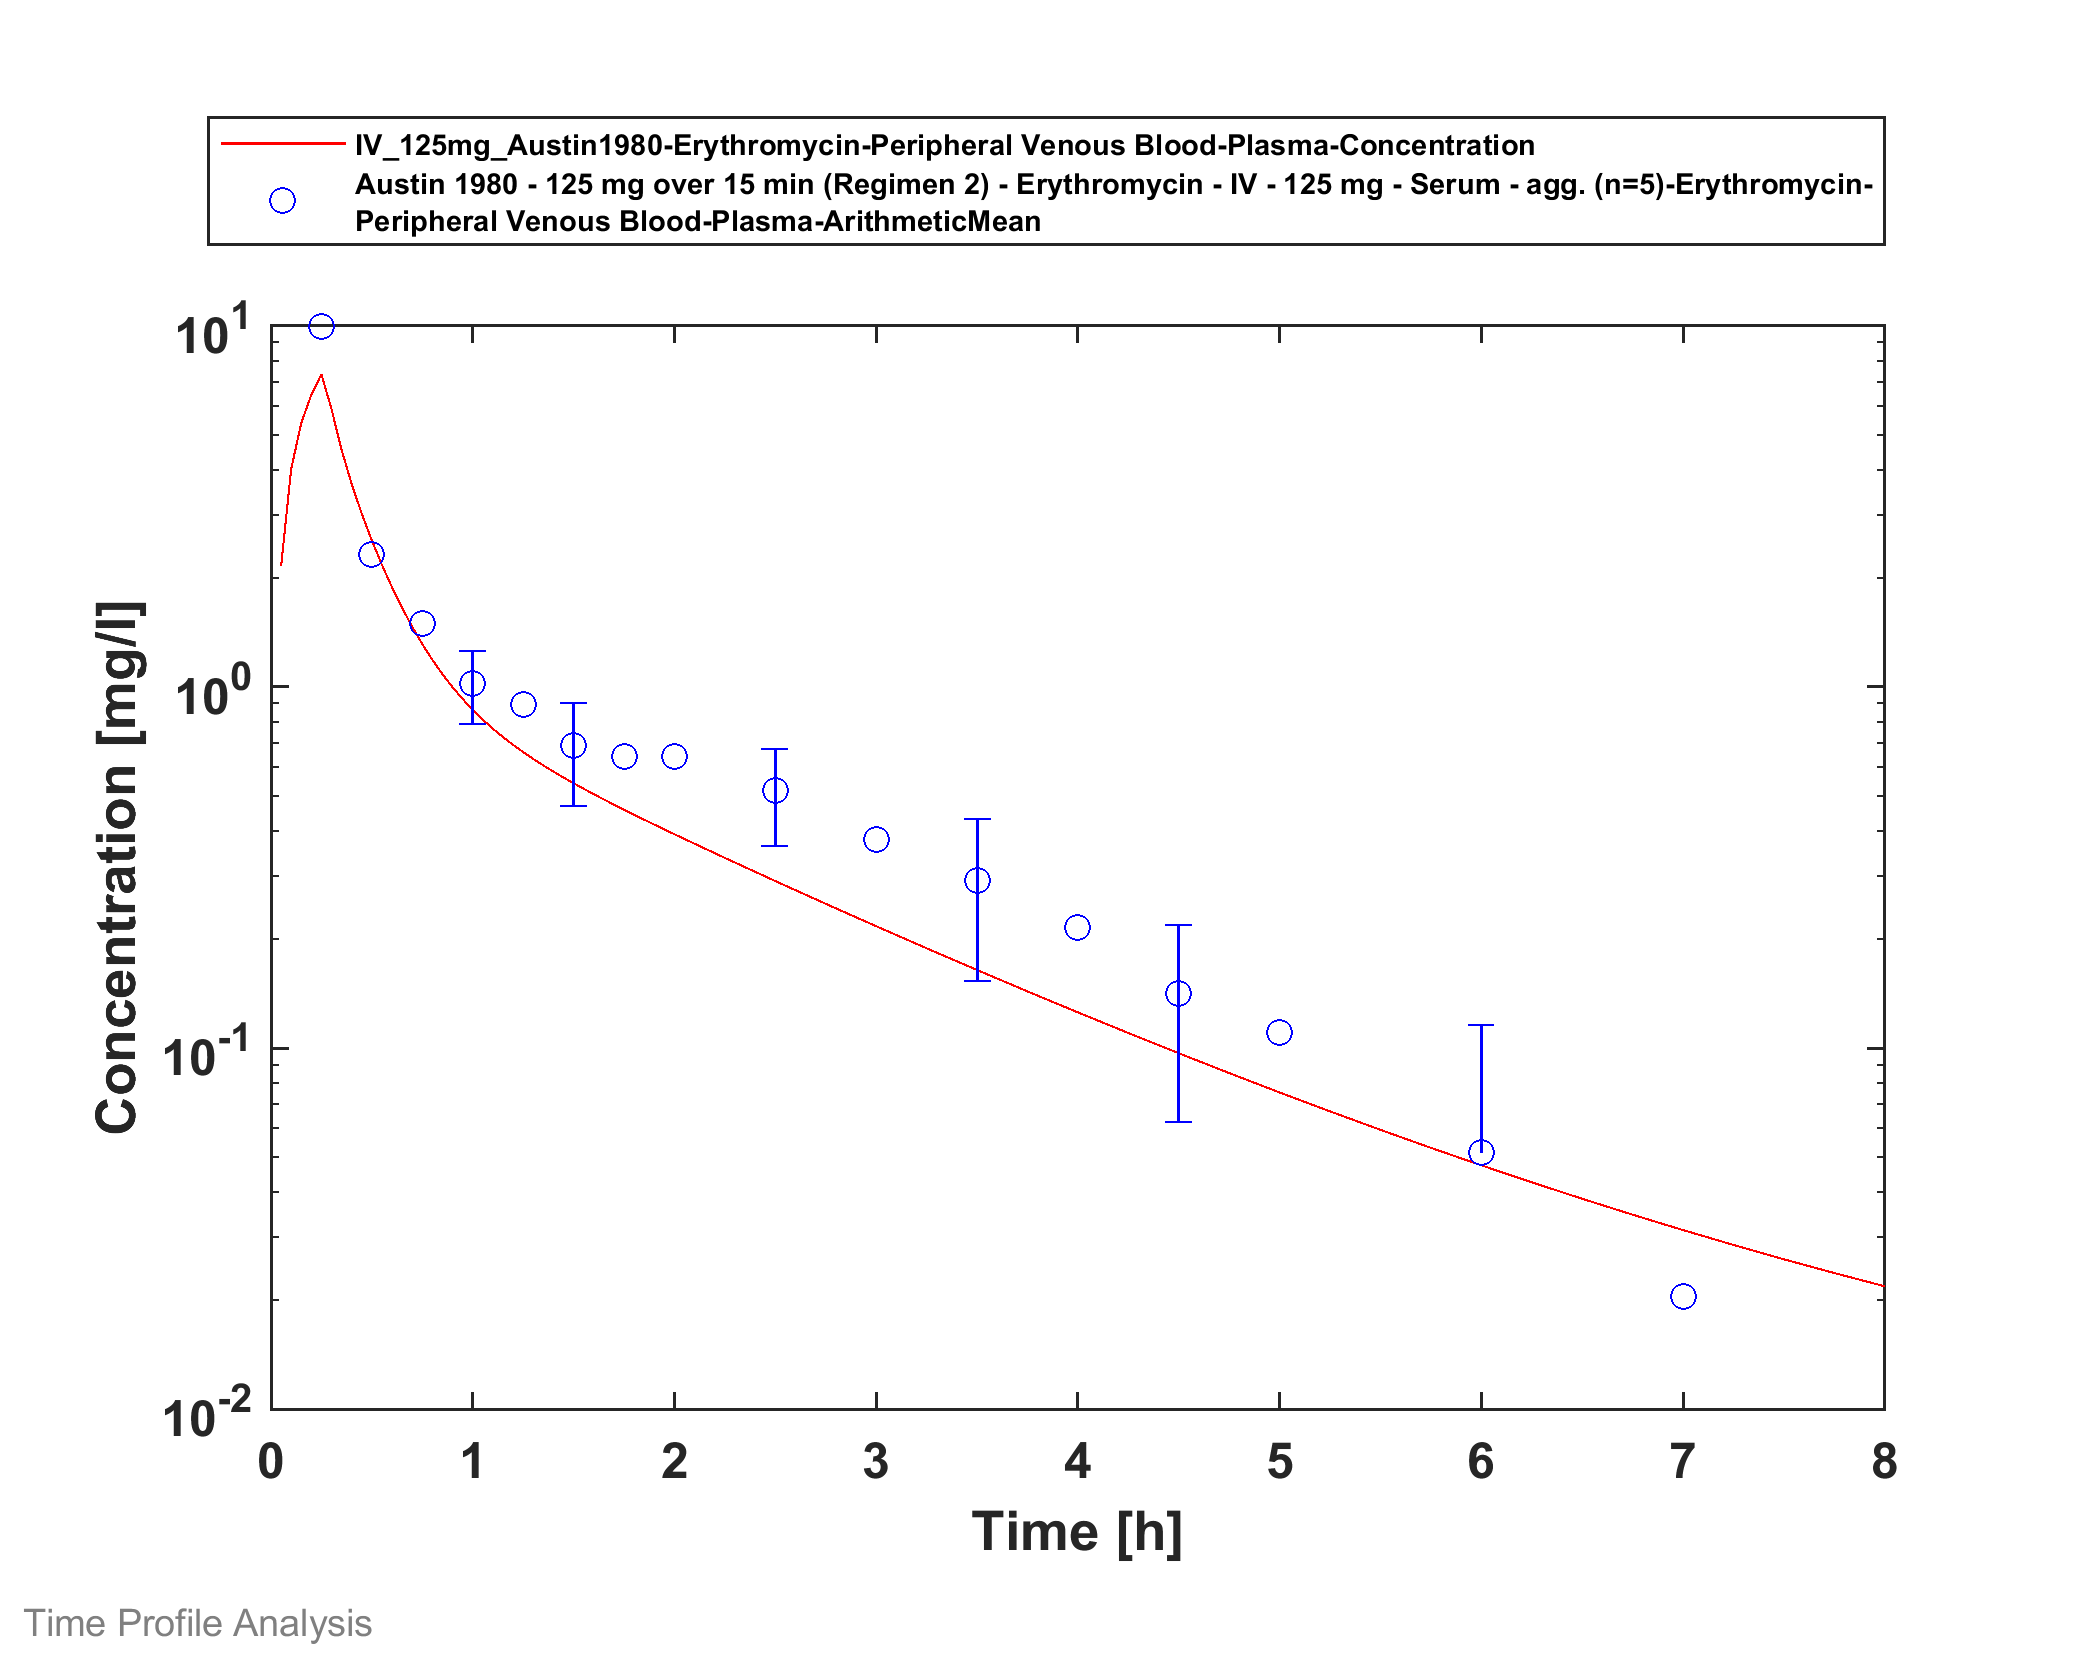 IV_125mg_Austin1980-Erythromycin-Peripheral Venous Blood-Plasma-Concentration
Austin 1980 - 125 mg over 15 min (Regimen 2) - Erythromycin - IV - 125 mg - Serum - agg. (n=5)-Erythromycin-
Peripheral Venous Blood-Plasma-ArithmeticMean
10^1
10^0
10^-1
10^-2
Concentration [mg/l]
0 1 2 3 4 5 6 7 8
Time [h]
Time Profile Analysis